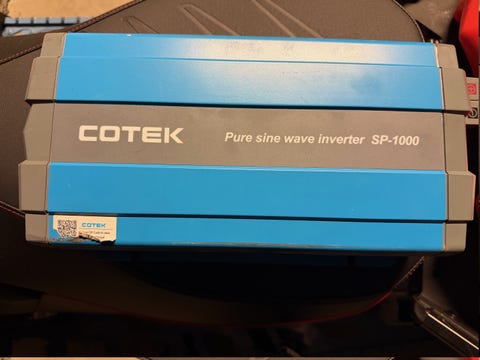 COTEK
Pure sine wave inverter SP-1000
COTEK